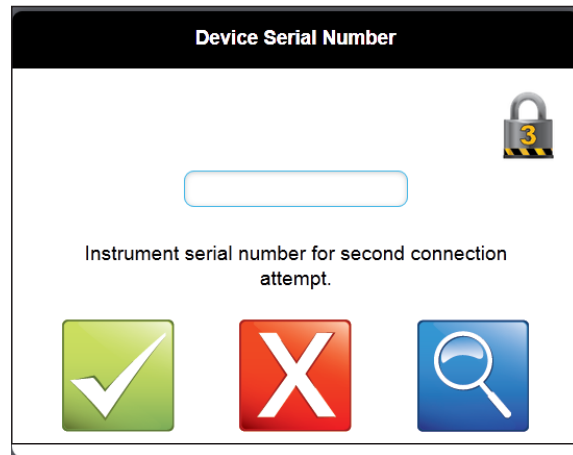 Device Serial Number
3
Instrument serial number for second connection
attempt.
X